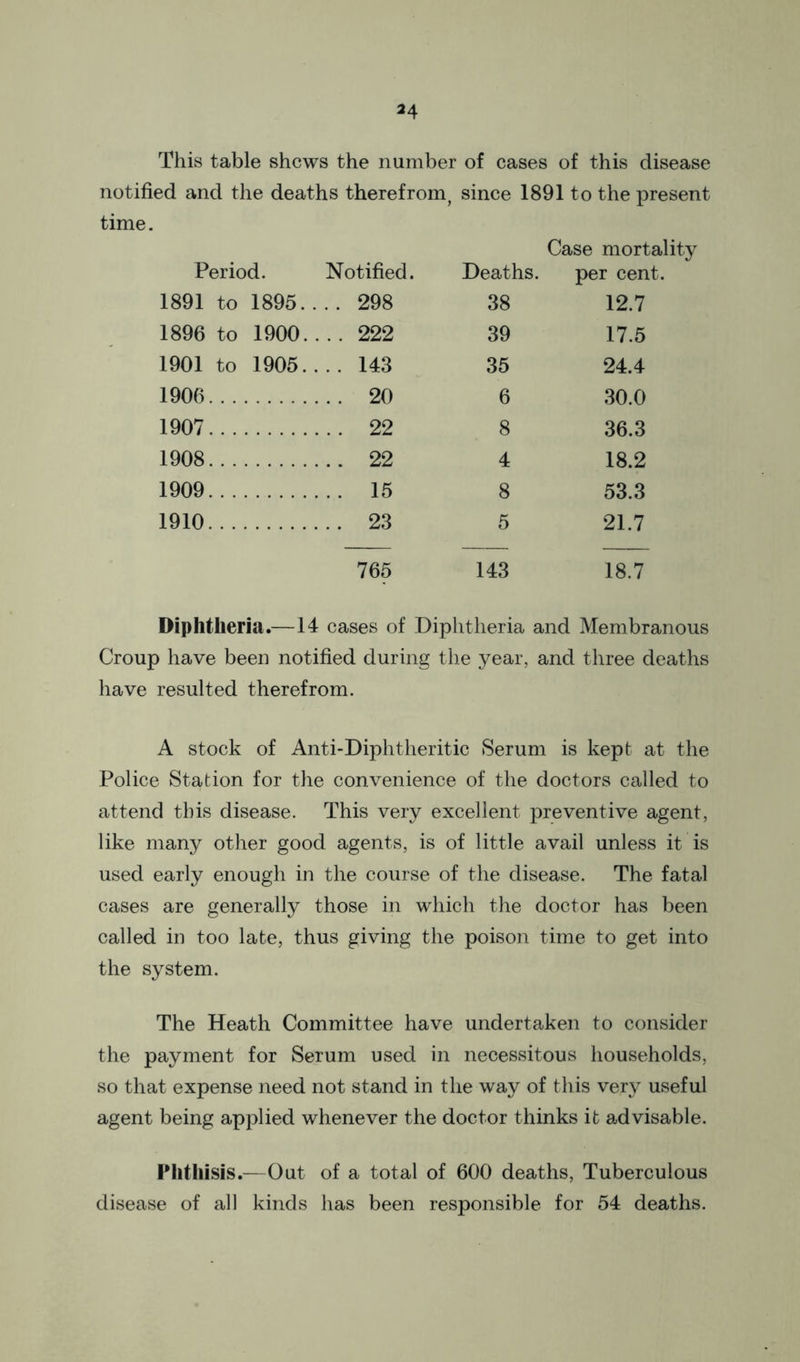 24
This table shews the number of cases of this disease
notified and the deaths therefrom, since 1891 to the present
time.
Case mortality
Period. Notified. Deaths. per cent.
1891 to 1895.... 298 38 12.7
1896 to 1900.... 222 39 17.5
1901 to 1905.... 143 35 24.4
1906............ 20 6 30.0
1907............ 22 8 36.3
1908............ 22 4 18.2
1909............ 15 8 53.3
1910............ 23 5 21.7
765 143 18.7
Diphtheria.—14 cases of Diphtheria and Membranous
Croup have been notified during the year, and three deaths
have resulted therefrom.
A stock of Anti-Diphtheritic Serum is kept at the
Police Station for the convenience of the doctors called to
attend this disease. This very excellent preventive agent,
like many other good agents, is of little avail unless it is
used early enough in the course of the disease. The fatal
cases are generally those in which the doctor has been
called in too late, thus giving the poison time to get into
the system.
The Heath Committee have undertaken to consider
the payment for Serum used in necessitous households,
so that expense need not stand in the way of this very useful
agent being applied whenever the doctor thinks it advisable.
Phthisis.—Out of a total of 600 deaths, Tuberculous
disease of all kinds has been responsible for 54 deaths.